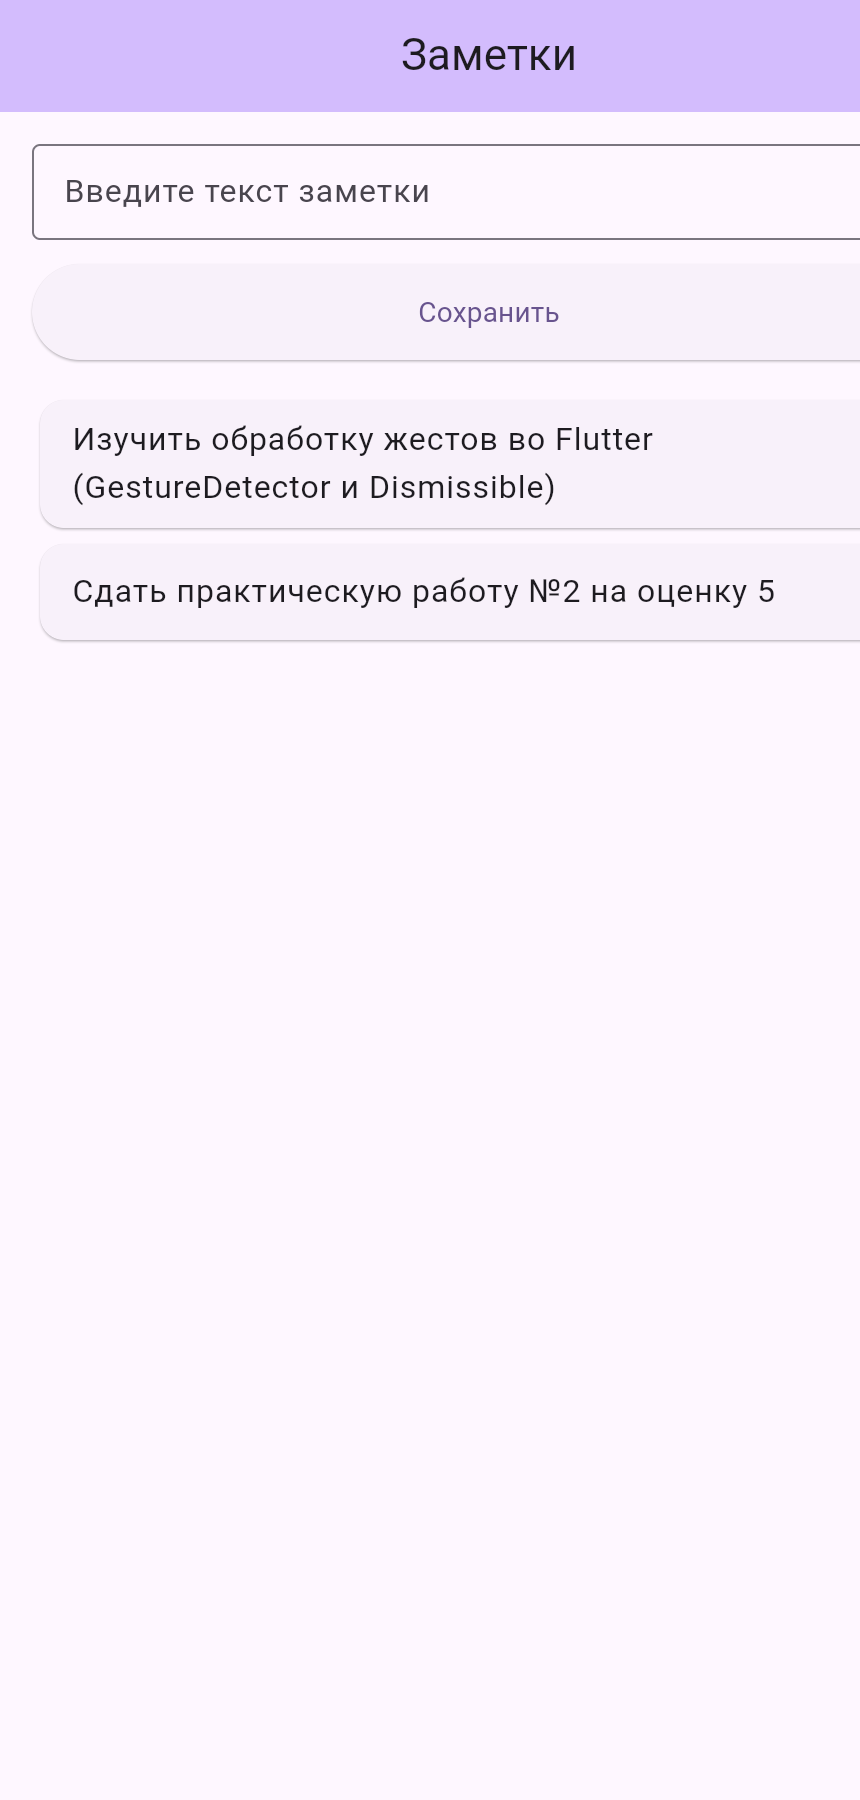 Заметки
Введите текст заметки
Сохранить
Изучить обработку жестов во Flutter
(GestureDetector и Dismissible)
Сдать практическую работу №2 на оценку 5